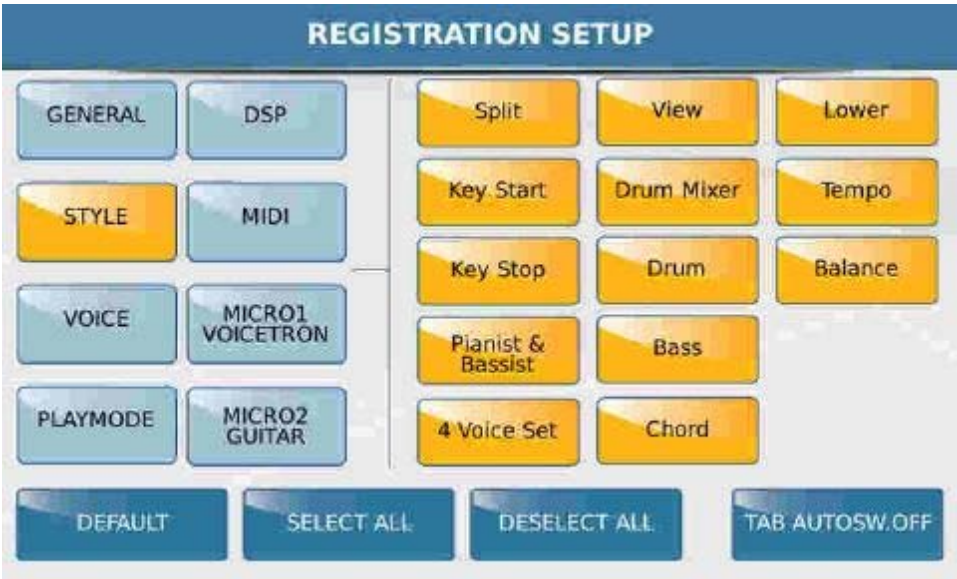 REGISTRATION SETUP
GENERAL
DSP
STYLE
MIDI
VOICE
MICRO1
VOICETRON
PLAYMODE
MICRO2
GUITAR
Split
View
Lower
Key Start
Drum Mixer
Tempo
Key Stop
Drum
Balance
Pianist &
Bassist
Bass
4 Voice Set
Chord
DEFAULT
SELECT ALL
DESELECT ALL
TAB AUTOSW.OFF